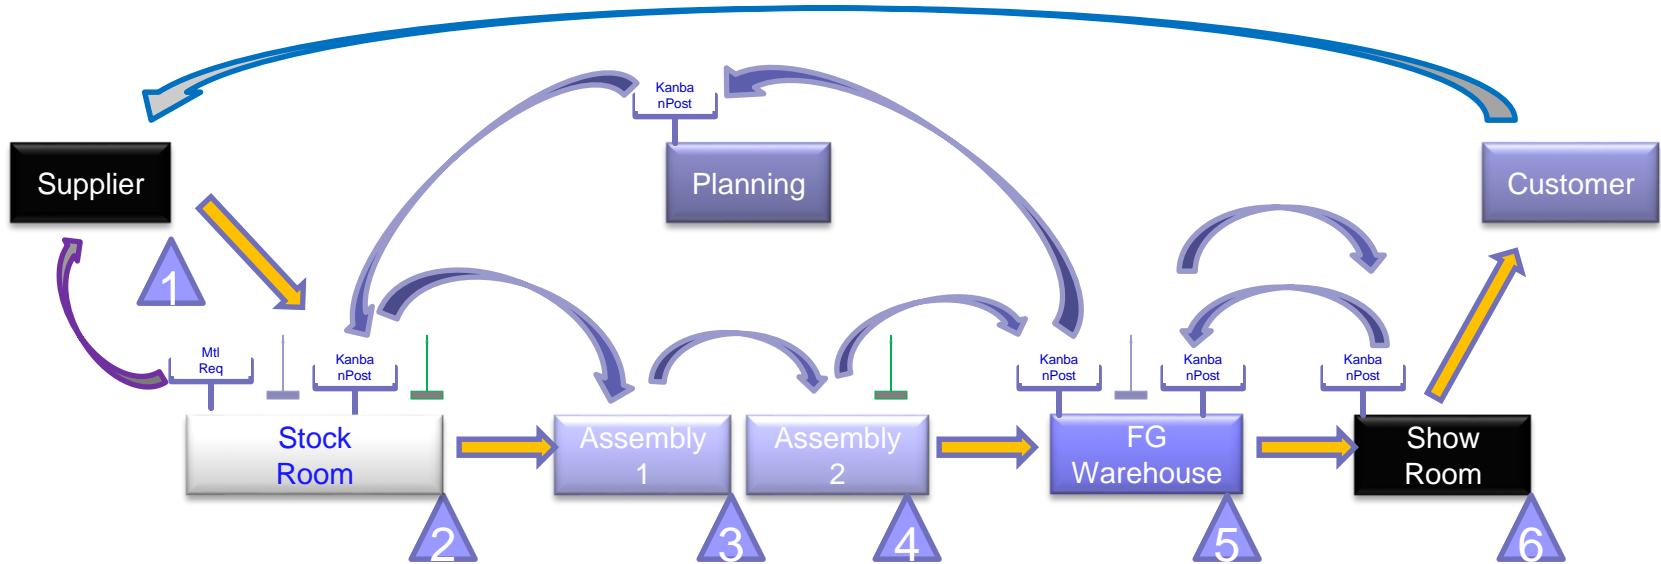 Kanba
nPost
Supplier
Planning
Customer
1
Mtl
Req
Kanba
nPost
Kanba
nPost
Kanba
nPost
Kanba
nPost
Stock
Room
Assembly
1
Assembly
2
FG
Warehouse
Show
Room
2
3
4
5
6